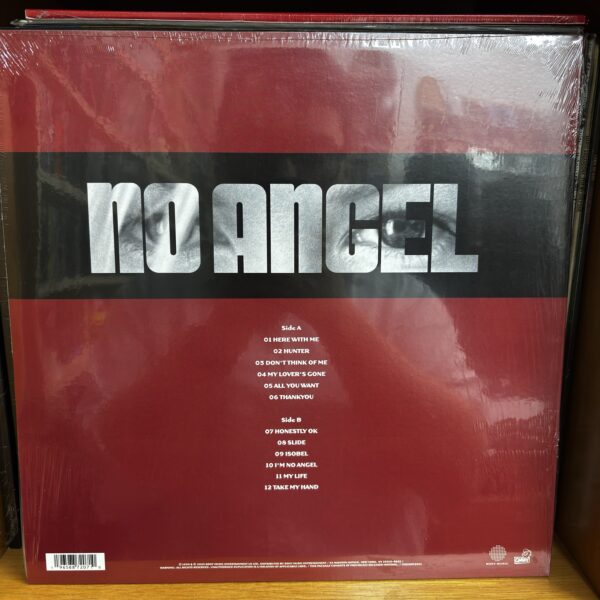 NO ANGEL
Side A
01 HERE WITH ME
02 HUNTER
03 DON'T THINK OF ME
04 MY LOVER'S GONE
05 ALL YOU WANT
06 THANKYOU
Side B
07 HONESTLY OK
08 SLIDE
09 ISOBEL
10 I'M NO ANGEL
11 MY LIFE
12 TAKE MY HAND
SONY MUSIC